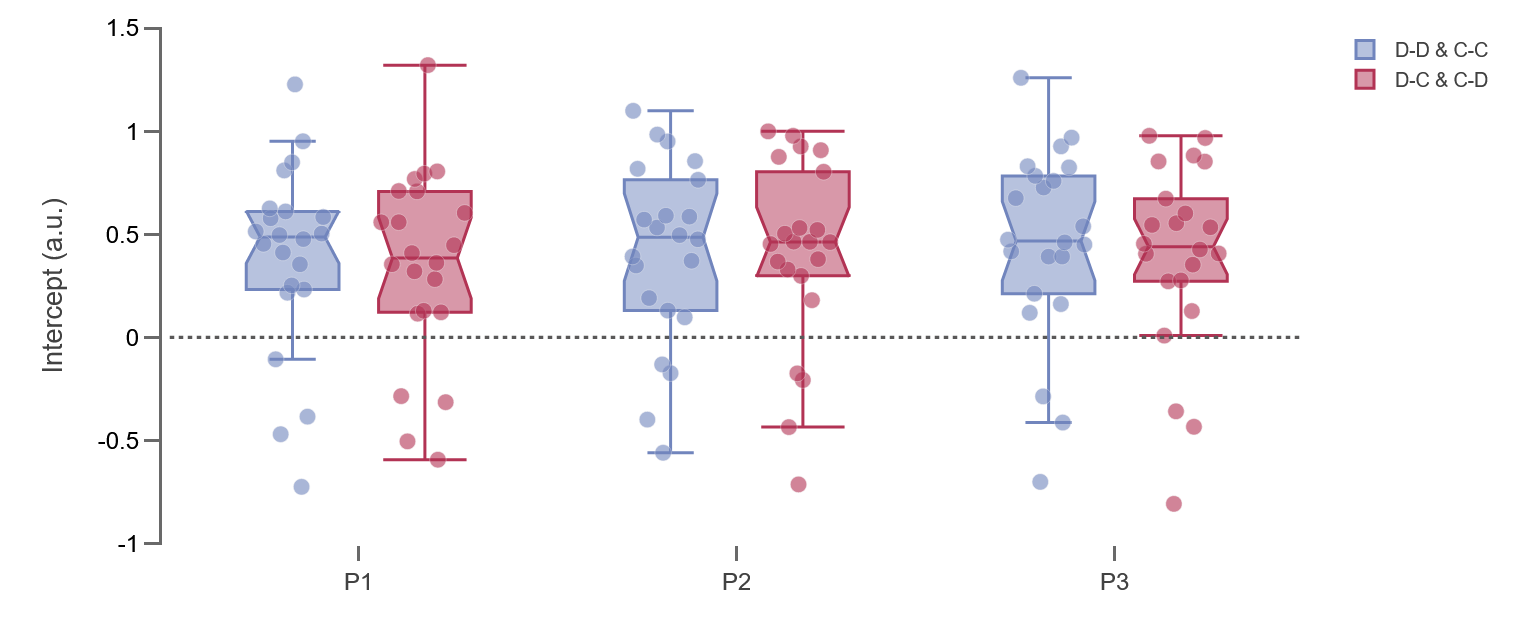 1.5
1
0.5
0
-0.5
-1
Intercept (a.u.)
P1
P2
P3
D-D & C-C
D-C & C-D